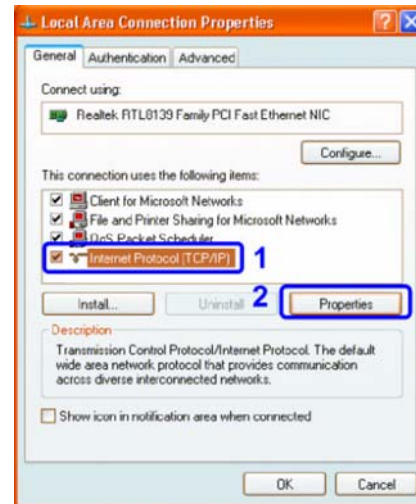 Local Area Connection Properties
General Authentication Advanced
Connect using:
Realtek RTL8139 Family PCI Fast Ethernet NIC
Configure...
This connection uses the following items:
Client for Microsoft Networks
File and Printer Sharing for Microsoft Networks
QoS Packet Scheduler
Internet Protocol (TCP/IP) 1
Install... Uninstall 2 Properties
Description
Transmission Control Protocol/Internet Protocol. The default
wide area network protocol that provides communication
across diverse interconnected networks.
Show icon in notification area when connected
OK Cancel